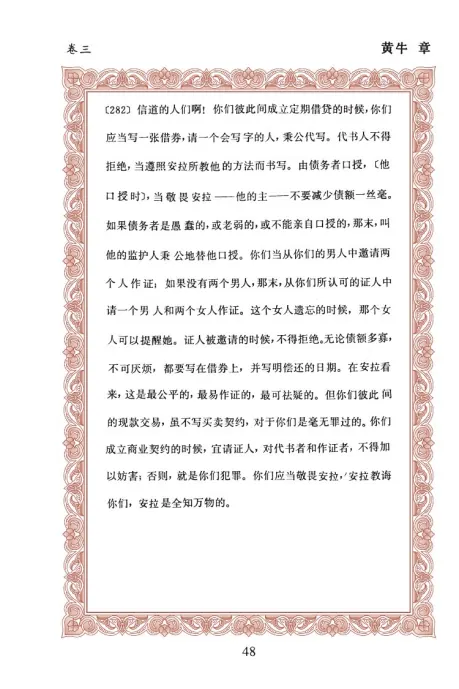 卷三
黄牛 章
〔282〕信道的人们啊！你们彼此间成立定期借贷的时候，你们
应当写一张借券，请一个会写字的人，秉公代写。代书人不得
拒绝，当遵照安拉所教他的方法而书写。由债务者口授，〔他
口授时〕，当敬畏安拉——他的主——不要减少债额一丝毫。
如果债务者是愚蠢的，或老弱的，或不能亲自口授的，那末，叫
他的监护人秉公地替他口授。你们当从你们的男人中邀请两
个人作证；如果没有两个男人，那末，从你们所认可的证人中
请一个男人和两个女人作证。这个女人遗忘的时候，那个女
人可以提醒她。证人被邀请的时候，不得拒绝。无论债额多寡，
不可厌烦，都要写在借券上，并写明偿还的日期。在安拉看
来，这是最公平的，最易作证的，最可祛疑的。但你们彼此间
的现款交易，虽不写买卖契约，对于你们是毫无罪过的。你们
成立商业契约的时候，宜请证人，对代书者和作证者，不得加
以妨害；否则，就是你们犯罪。你们应当敬畏安拉，安拉教诲
你们，安拉是全知万物的。
48